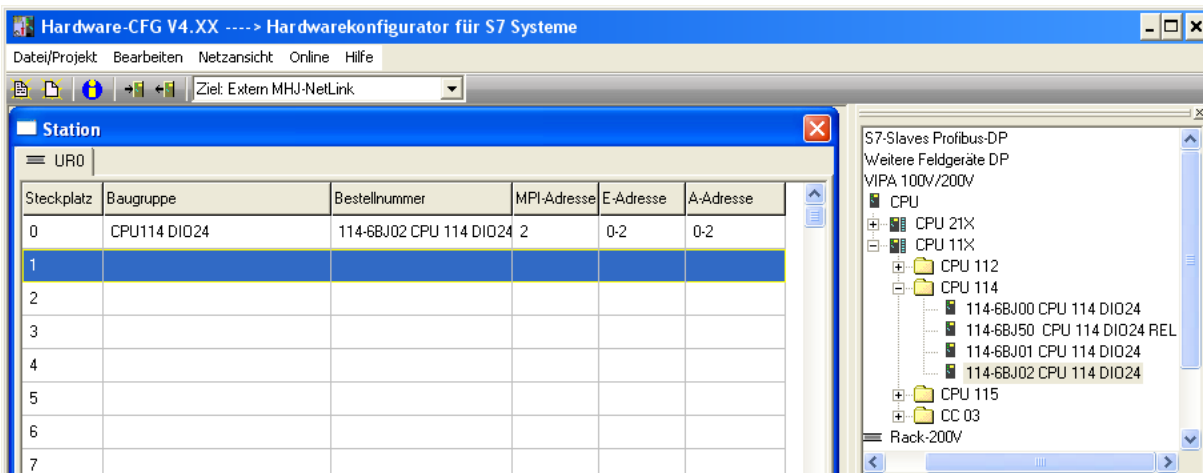 Hardware-CFG V4.XX ----> Hardwarekonfigurator für S7 Systeme
Datei/Projekt Bearbeiten Netzansicht Online Hilfe
Ziel: Extern MHJ-NetLink
Station
UR0
Steckplatz Baugruppe Bestellnummer MPI-Adresse E-Adresse A-Adresse
0 CPU114 DIO24 114-6BJ02 CPU 114 DIO24 2 0-2 0-2
1
2
3
4
5
6
7
S7-Slaves Profibus-DP
Weitere Feldgeräte DP
VIPA 100V/200V
CPU
CPU 21X
CPU 11X
CPU 112
CPU 114
114-6BJ00 CPU 114 DIO24
114-6BJ50 CPU 114 DIO24 REL
114-6BJ01 CPU 114 DIO24
114-6BJ02 CPU 114 DIO24
CPU 115
CC 03
Rack-200V